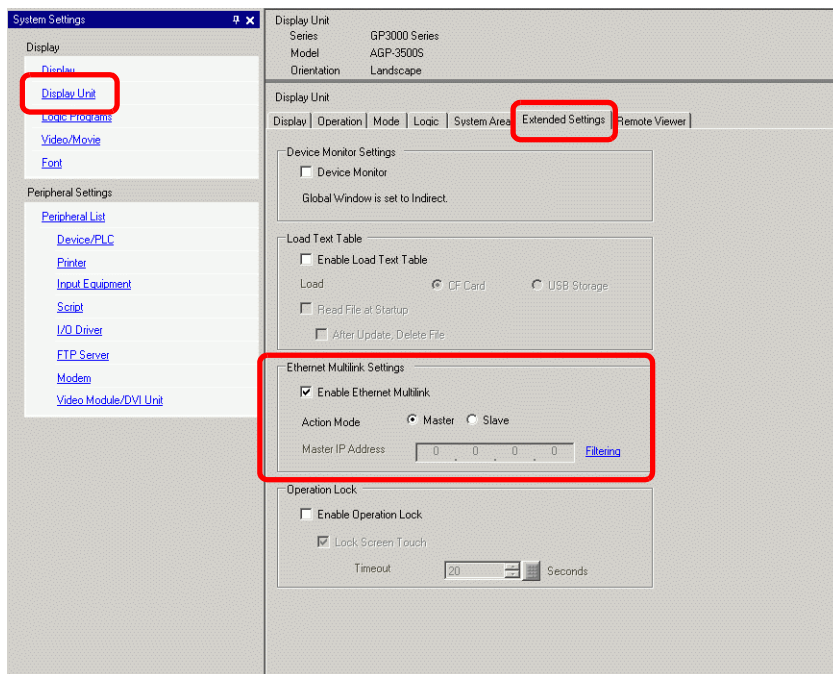 System Settings
Display
Display
Display Unit
Logic Programs
Video/Movie
Font
Peripheral Settings
Peripheral List
Device/PLC
Printer
Input Equipment
Script
I/O Driver
FTP Server
Modem
Video Module/DVI Unit
Display Unit
Series GP3000 Series
Model AGP-3500S
Orientation Landscape
Display Unit
Display Operation Mode Logic System Area Extended Settings Remote Viewer
Device Monitor Settings
Device Monitor
Global Window is set to Indirect.
Load Text Table
Enable Load Text Table
Load CF Card USB Storage
Read File at Startup
After Update, Delete File
Ethernet Multilink Settings
Enable Ethernet Multilink
Action Mode Master Slave
Master IP Address 0 . 0 . 0 . 0 Filtering
Operation Lock
Enable Operation Lock
Lock Screen Touch
Timeout 20 Seconds